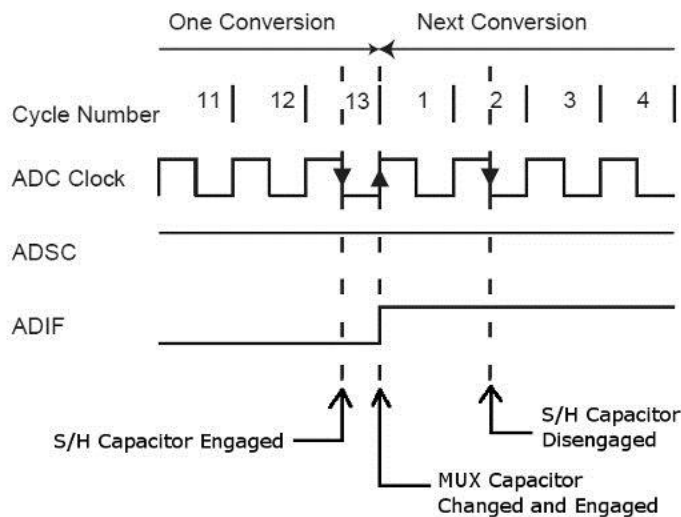 One Conversion Next Conversion
Cycle Number 11 12 13 1 2 3 4
ADC Clock
ADSC
ADIF
S/H Capacitor Engaged
S/H Capacitor
Disengaged
MUX Capacitor
Changed and Engaged